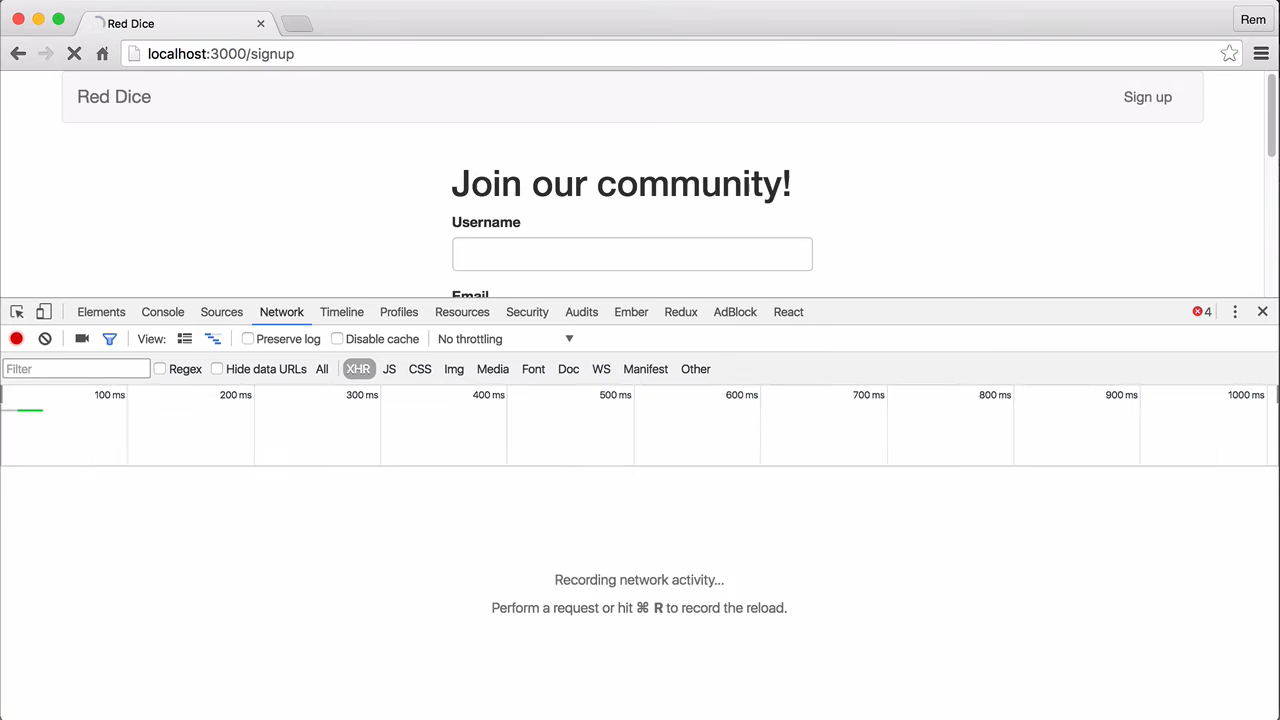 Red Dice
Rem
localhost:3000/signup
Red Dice Sign up
Join our community!
Username
Email
Elements Console Sources Network Timeline Profiles Resources Security Audits Ember Redux AdBlock React 4
View: Preserve log Disable cache No throttling
Filter Regex Hide data URLs All XHR JS CSS Img Media Font Doc WS Manifest Other
100 ms 200 ms 300 ms 400 ms 500 ms 600 ms 700 ms 800 ms 900 ms 1000 ms
Recording network activity...
Perform a request or hit ⌘ R to record the reload.